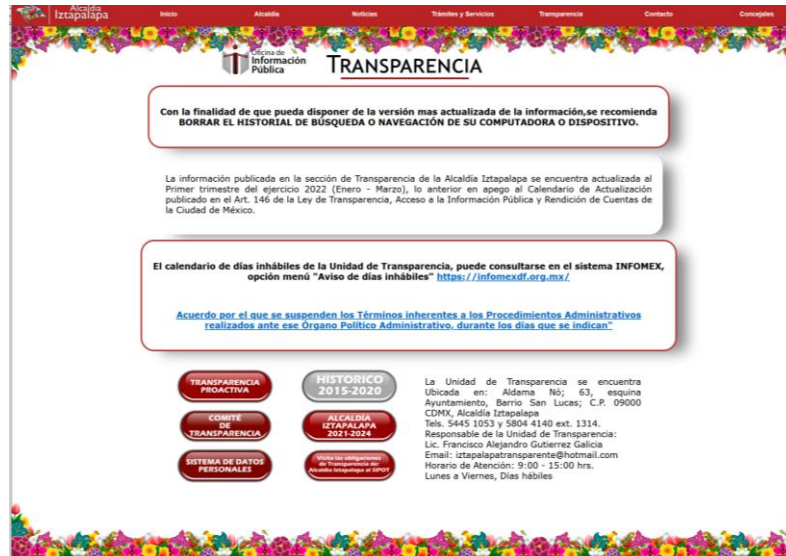 Alcaldía
Iztapalapa
Inicio Alcaldía Noticias Trámites y Servicios Transparencia Contacto Concejales
Oficina de
Información
Pública
TRANSPARENCIA
Con la finalidad de que pueda disponer de la versión mas actualizada de la información,se recomienda
BORRAR EL HISTORIAL DE BÚSQUEDA O NAVEGACIÓN DE SU COMPUTADORA O DISPOSITIVO.
La información publicada en la sección de Transparencia de la Alcaldía Iztapalapa se encuentra actualizada al
Primer trimestre del ejercicio 2022 (Enero - Marzo), lo anterior en apego al Calendario de Actualización
publicado en el Art. 146 de la Ley de Transparencia, Acceso a la Información Pública y Rendición de Cuentas de
la Ciudad de México.
El calendario de días inhábiles de la Unidad de Transparencia, puede consultarse en el sistema INFOMEX,
opción menú "Aviso de días inhábiles" https://infomexdf.org.mx/
Acuerdo por el que se suspenden los Términos inherentes a los Procedimientos Administrativos
realizados ante ese Órgano Político Administrativo, durante los días que se indican"
TRANSPARENCIA
PROACTIVA
HISTORICO
2015-2020
COMITÉ
DE
TRANSPARENCIA
ALCALDÍA
IZTAPALAPA
2021-2024
SISTEMA DE DATOS
PERSONALES
Visita las obligaciones
de Transparencia de:
Alcaldía Iztapalapa al SIPOT
La Unidad de Transparencia se encuentra
Ubicada en: Aldama Nó; 63, esquina
Ayuntamiento, Barrio San Lucas; C.P. 09000
CDMX, Alcaldía Iztapalapa
Tels. 5445 1053 y 5804 4140 ext. 1314.
Responsable de la Unidad de Transparencia:
Lic. Francisco Alejandro Gutierrez Galicia
Email: iztapalapatransparente@hotmail.com
Horario de Atención: 9:00 - 15:00 hrs.
Lunes a Viernes, Días hábiles